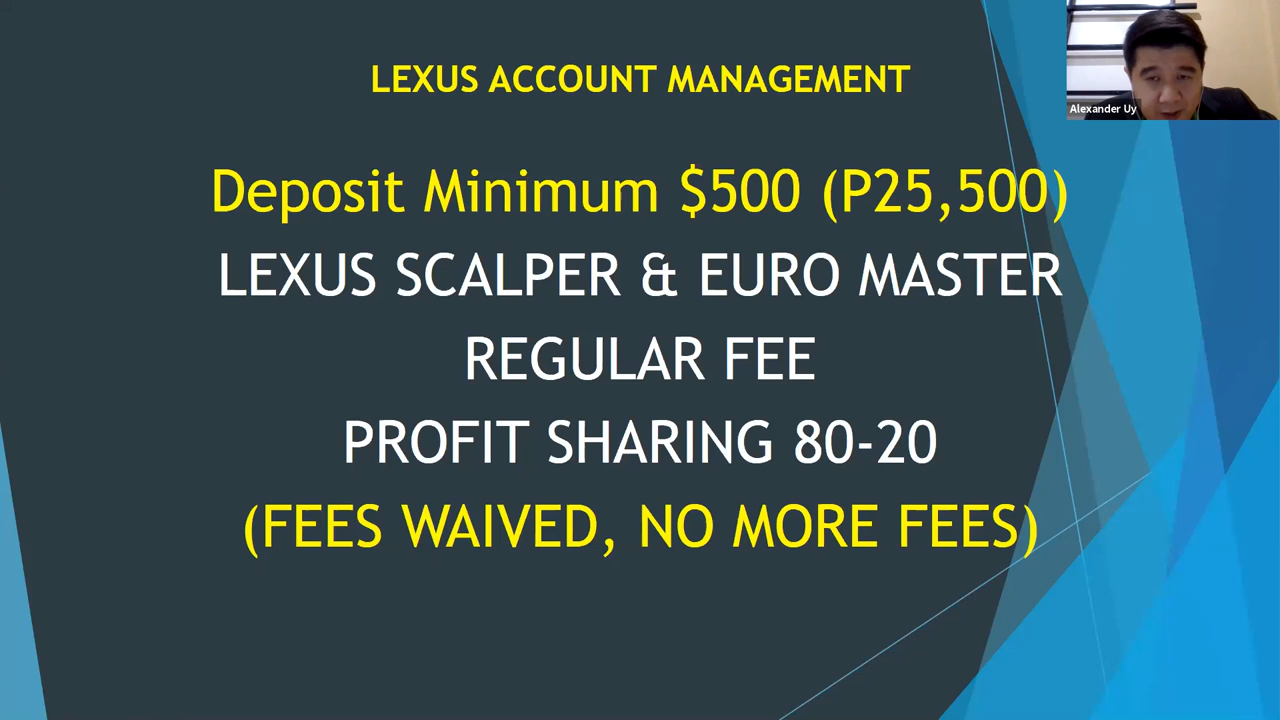 LEXUS ACCOUNT MANAGEMENT
Alexander Uy
Deposit Minimum $500 (P25,500)
LEXUS SCALPER & EURO MASTER
REGULAR FEE
PROFIT SHARING 80-20
(FEES WAIVED, NO MORE FEES)